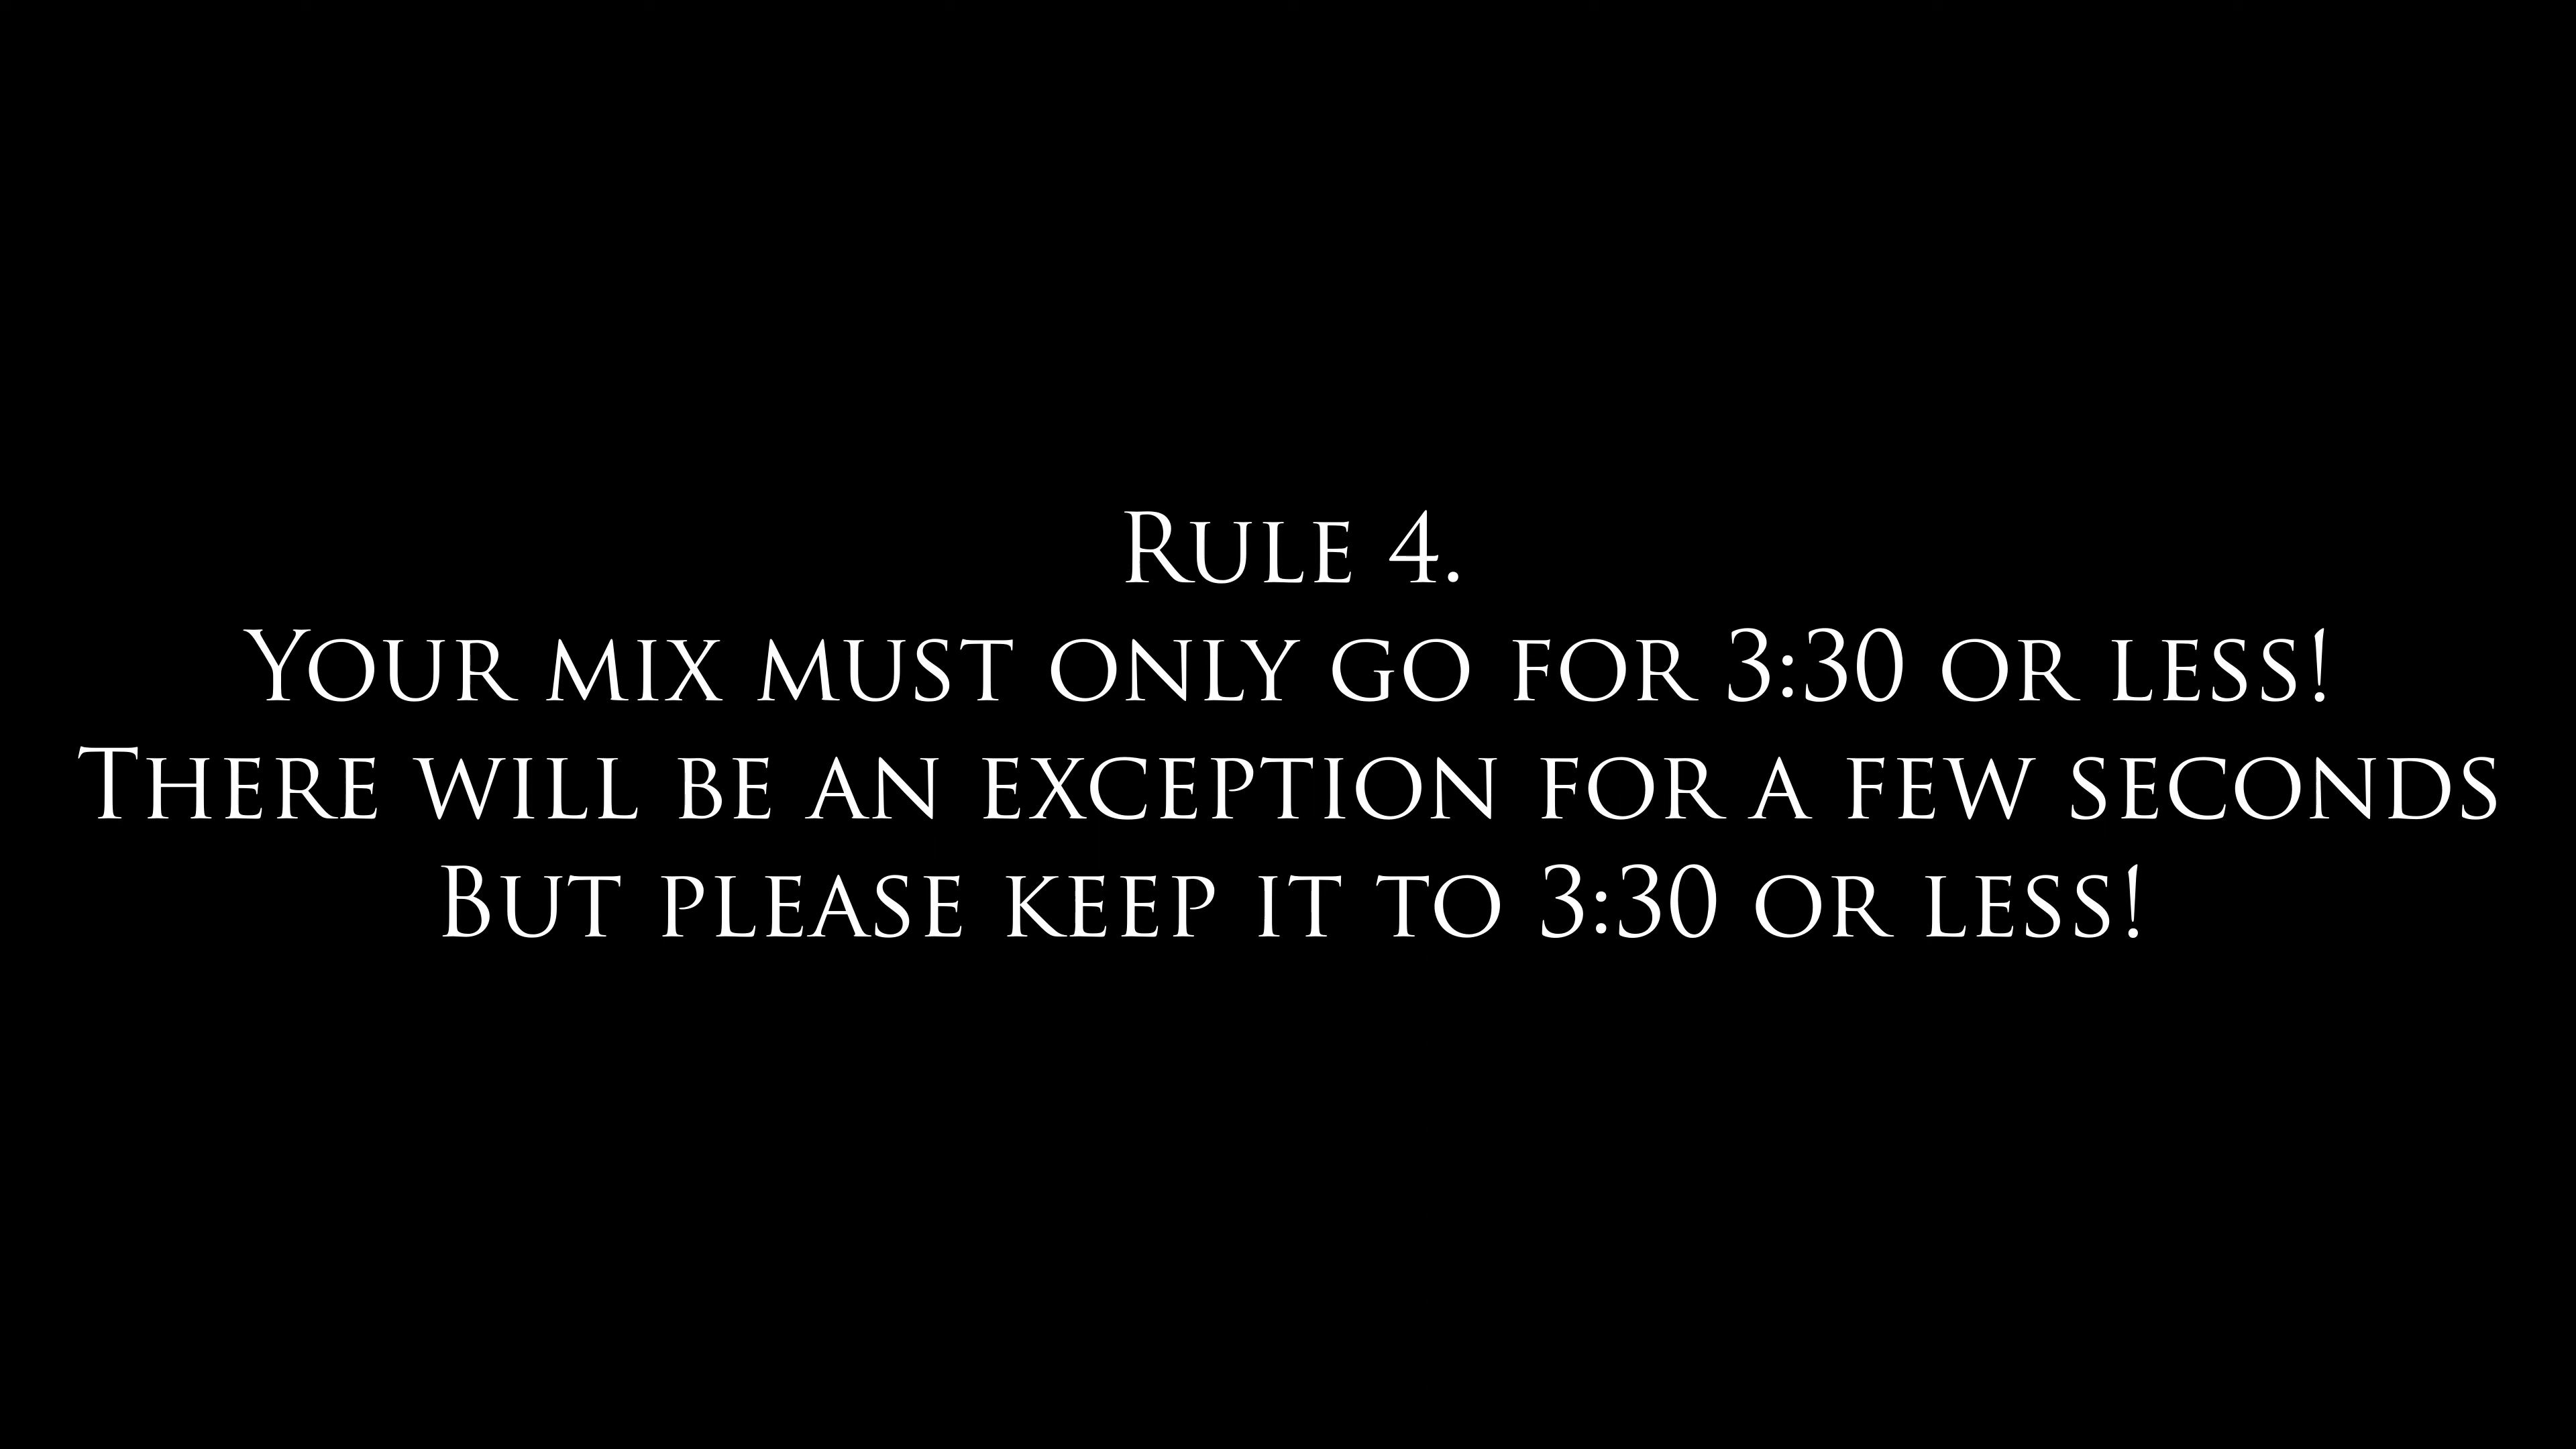 Rule 4.
Your mix must only go for 3:30 or less!
There will be an exception for a few seconds
But please keep it to 3:30 or less!